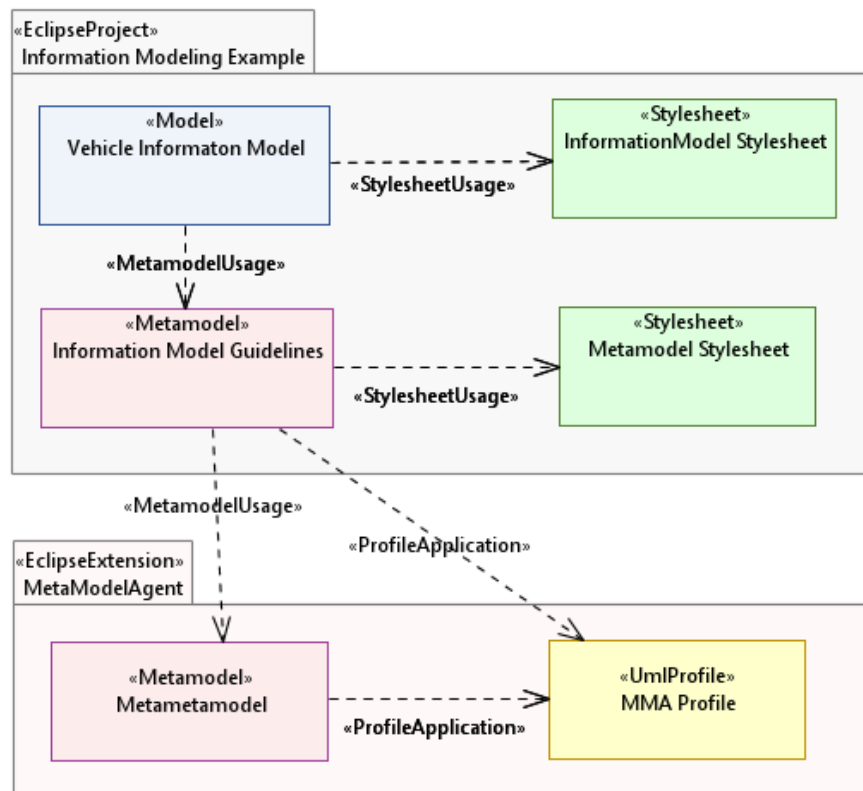 «EclipseProject»
Information Modeling Example
«Model»
Vehicle Informaton Model
«Stylesheet»
InformationModel Stylesheet
«StylesheetUsage»
«MetamodelUsage»
«Metamodel»
Information Model Guidelines
«Stylesheet»
Metamodel Stylesheet
«StylesheetUsage»
«MetamodelUsage»
«ProfileApplication»
«EclipseExtension»
MetaModelAgent
«Metamodel»
Metametamodel
«UmlProfile»
MMA Profile
«ProfileApplication»